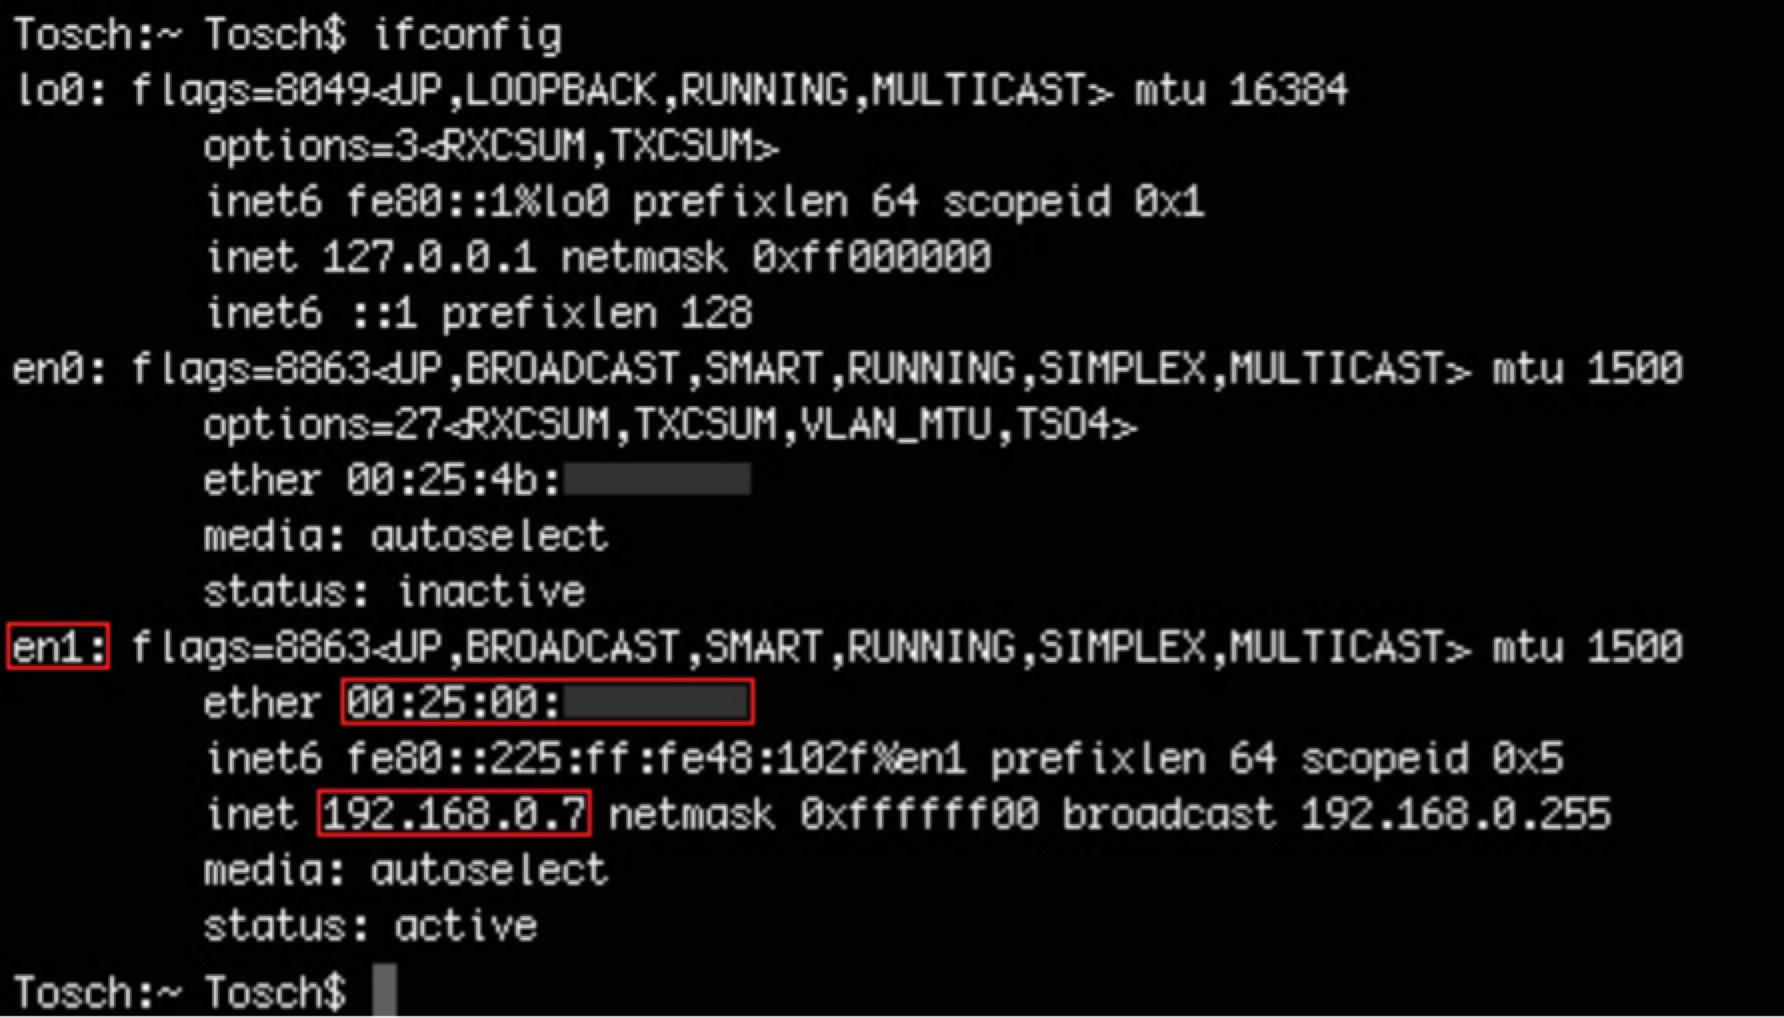 Tosch:~ Tosch$ ifconfig
lo0: flags=8049<UP,LOOPBACK,RUNNING,MULTICAST> mtu 16384
options=3<RXCSUM,TXCSUM>
inet6 fe80::1%lo0 prefixlen 64 scopeid 0x1
inet 127.0.0.1 netmask 0xff000000
inet6 ::1 prefixlen 128
en0: flags=8863<UP,BROADCAST,SMART,RUNNING,SIMPLEX,MULTICAST> mtu 1500
options=27<RXCSUM,TXCSUM,VLAN_MTU,TSO4>
ether 00:25:4b:
media: autoselect
status: inactive
en1: flags=8863<UP,BROADCAST,SMART,RUNNING,SIMPLEX,MULTICAST> mtu 1500
ether 00:25:00:
inet6 fe80::225:ff:fe48:102f%en1 prefixlen 64 scopeid 0x5
inet 192.168.0.7 netmask 0xffffff00 broadcast 192.168.0.255
media: autoselect
status: active
Tosch:~ Tosch$